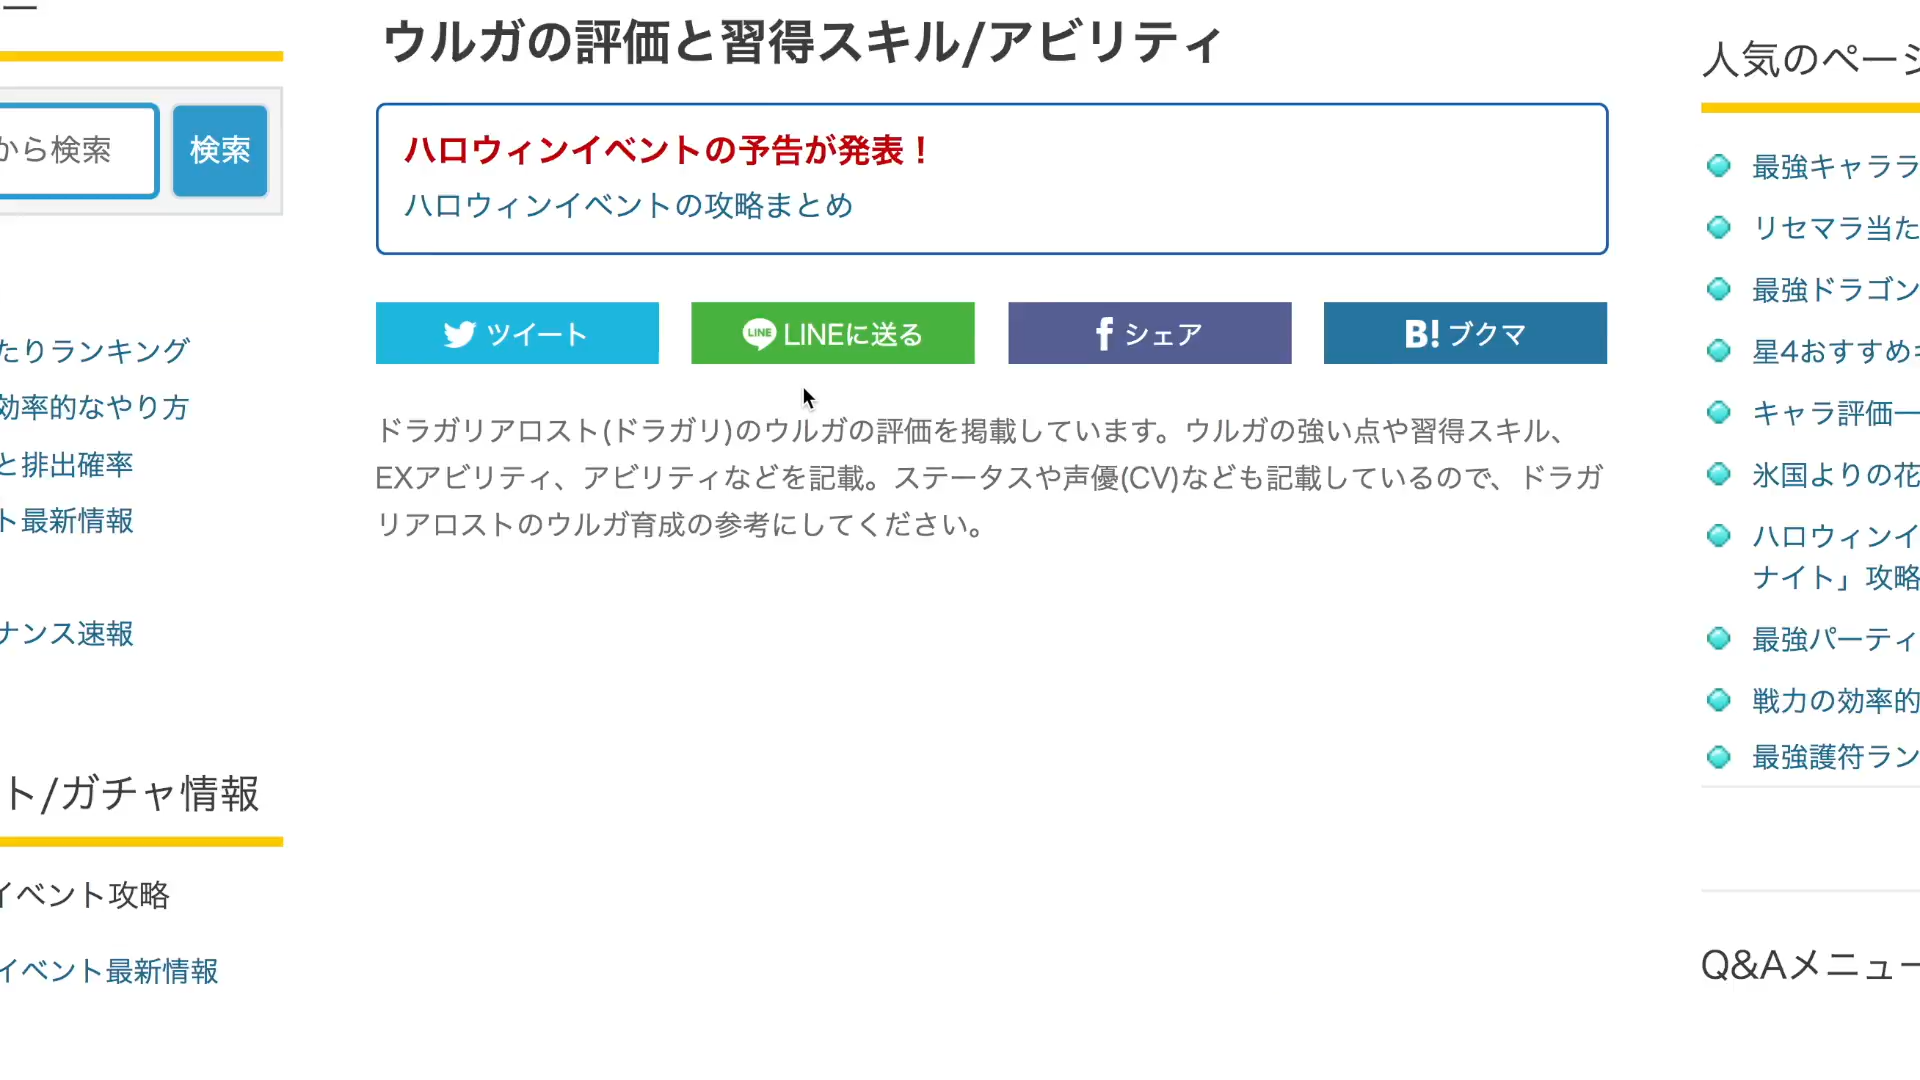 ウルガの評価と習得スキル/アビリティ
ハロウィンイベントの予告が発表！
ハロウィンイベントの攻略まとめ
ツイート
LINE LINEに送る
シェア
B! ブクマ
ドラガリアロスト(ドラガリ)のウルガの評価を掲載しています。ウルガの強い点や習得スキル、
EXアビリティ、アビリティなどを記載。ステータスや声優(CV)なども記載しているので、ドラガ
リアロストのウルガ育成の参考にしてください。
から検索
検索
たりランキング
効率的なやり方
と排出確率
ト最新情報
ナンス速報
ト/ガチャ情報
イベント攻略
イベント最新情報
人気のページ
最強キャララ
リセマラ当た
最強ドラゴン
星4おすすめ
キャラ評価一
氷国よりの花
ハロウィンイ
ナイト」攻略
最強パーティ
戦力の効率的
最強護符ラン
Q&Aメニュー